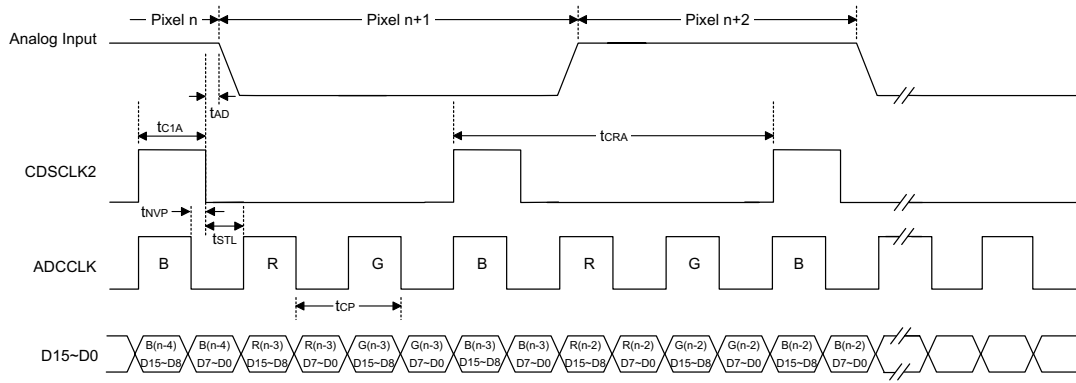 Pixel n
Pixel n+1
Pixel n+2
Analog Input
tAD
tC1A
tCRA
CDSCLK2
tNVP
tSTL
ADCCLK
B
R
G
B
R
G
B
tCP
D15~D0
B(n-4) B(n-4) R(n-3) R(n-3) G(n-3) G(n-3) B(n-3) B(n-3) R(n-2) R(n-2) G(n-2) G(n-2) B(n-2) B(n-2)
D15~D8 D7~D0 D15~D8 D7~D0 D15~D8 D7~D0 D15~D8 D7~D0 D15~D8 D7~D0 D15~D8 D7~D0 D15~D8 D7~D0